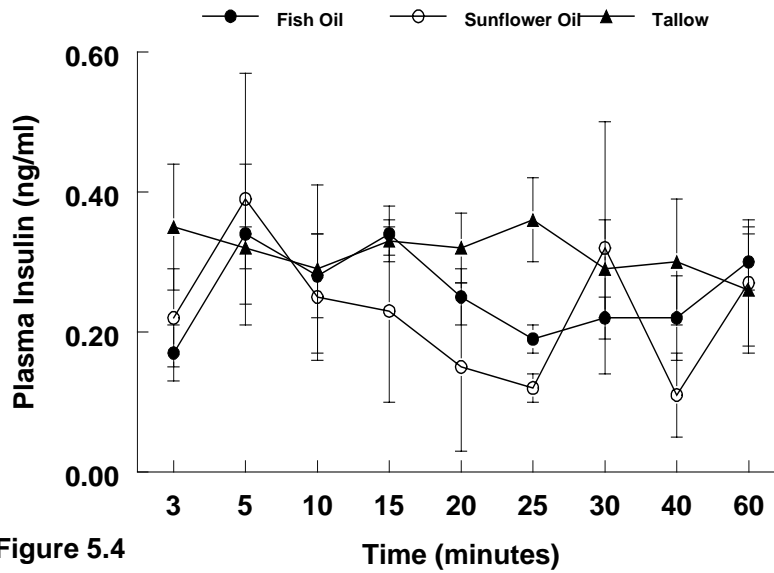 Fish Oil Sunflower Oil Tallow
0.60
0.40
0.20
0.00
Plasma Insulin (ng/ml)
3 5 10 15 20 25 30 40 60
Time (minutes)
Figure 5.4